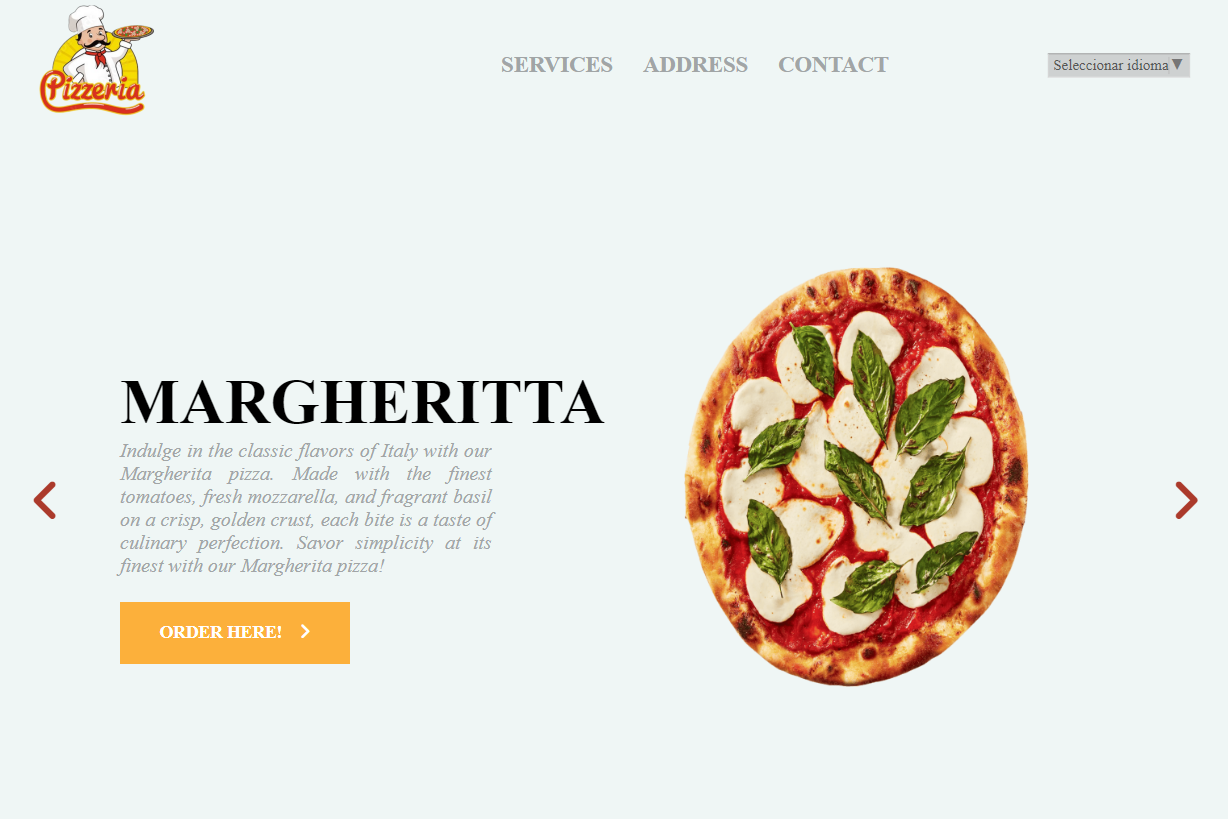 Pizzeria
SERVICES ADDRESS CONTACT
Seleccionar idioma▼
MARGHERITTA
Indulge in the classic flavors of Italy with our
Margherita pizza. Made with the finest
tomatoes, fresh mozzarella, and fragrant basil
on a crisp, golden crust, each bite is a taste of
culinary perfection. Savor simplicity at its
finest with our Margherita pizza!
ORDER HERE!